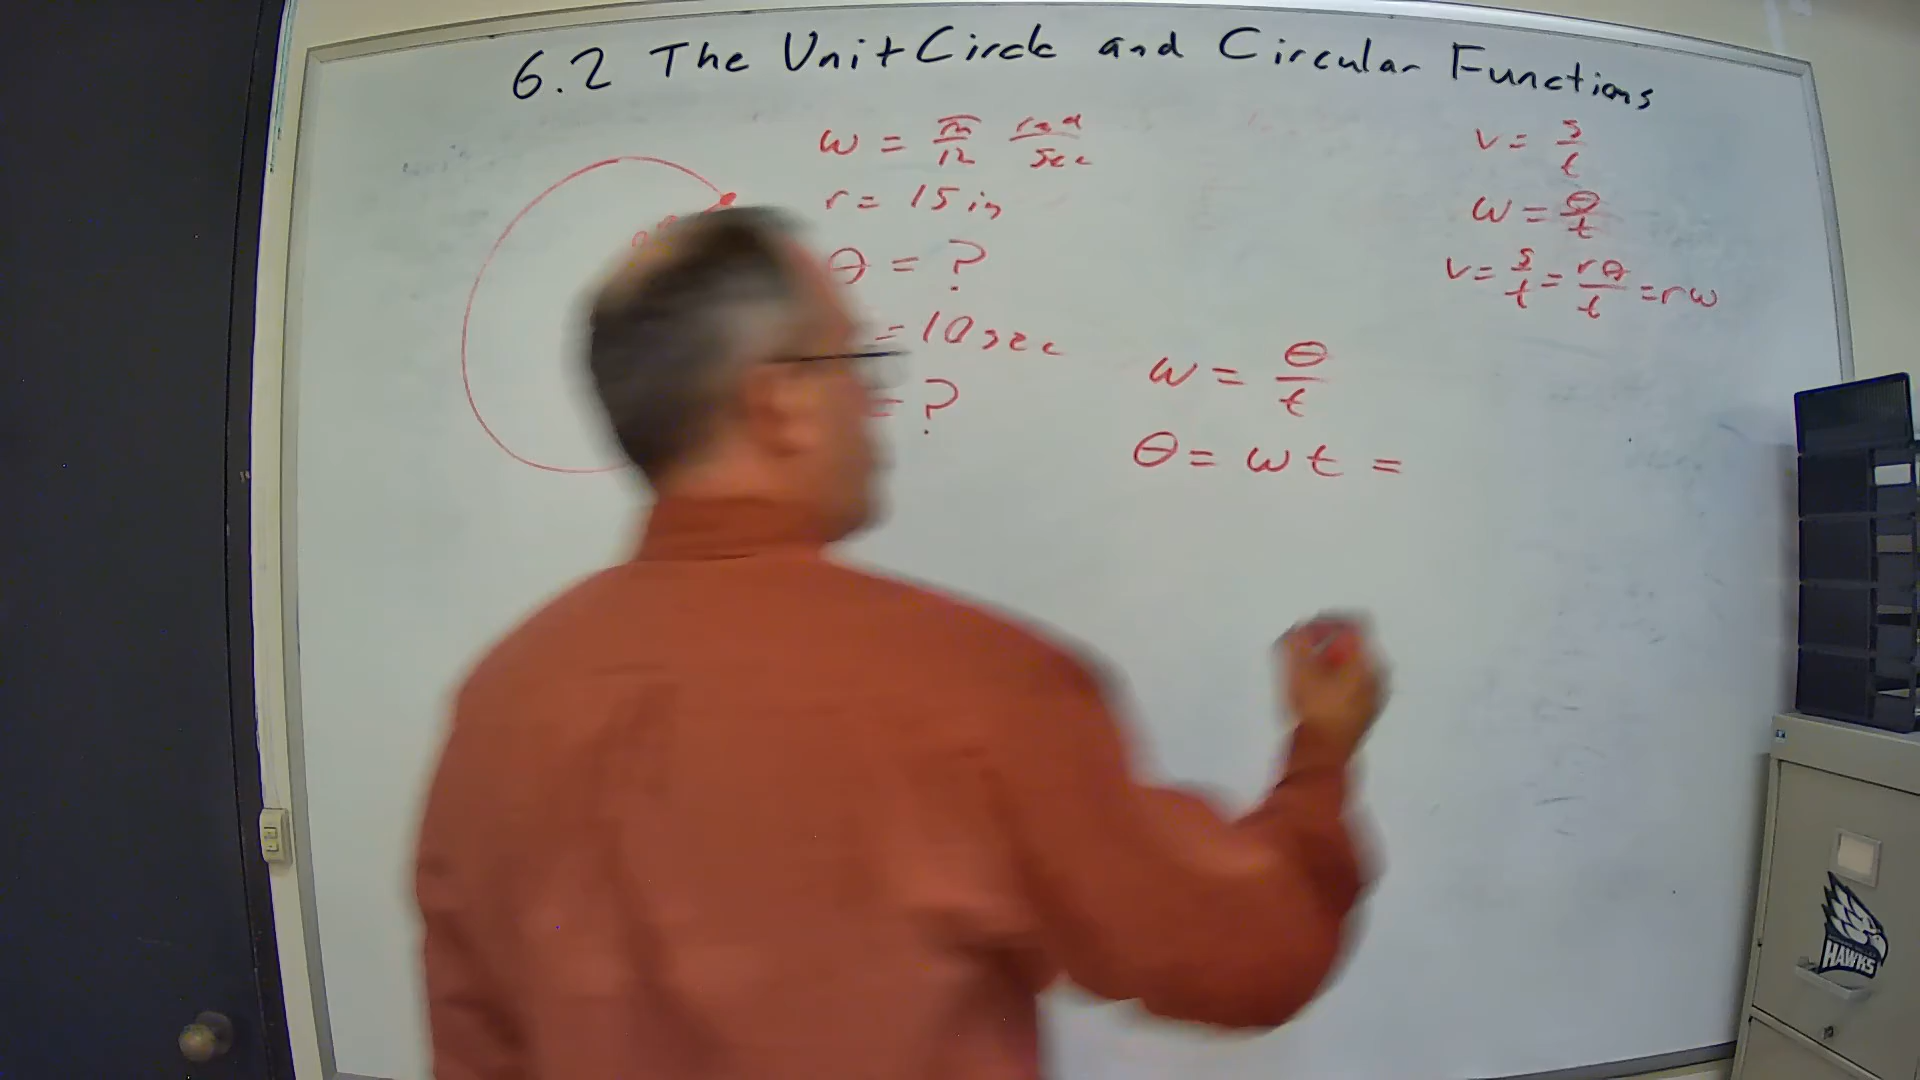 6.2 The Unit Circle and Circular Functions
ω = π/12 rad/sec
r = 15 in
θ = ?
= 10 sec
= ?
v = s/t
ω = θ/t
v = s/t = rθ/t = rω
ω = θ/t
θ = ωt =
HAWKS